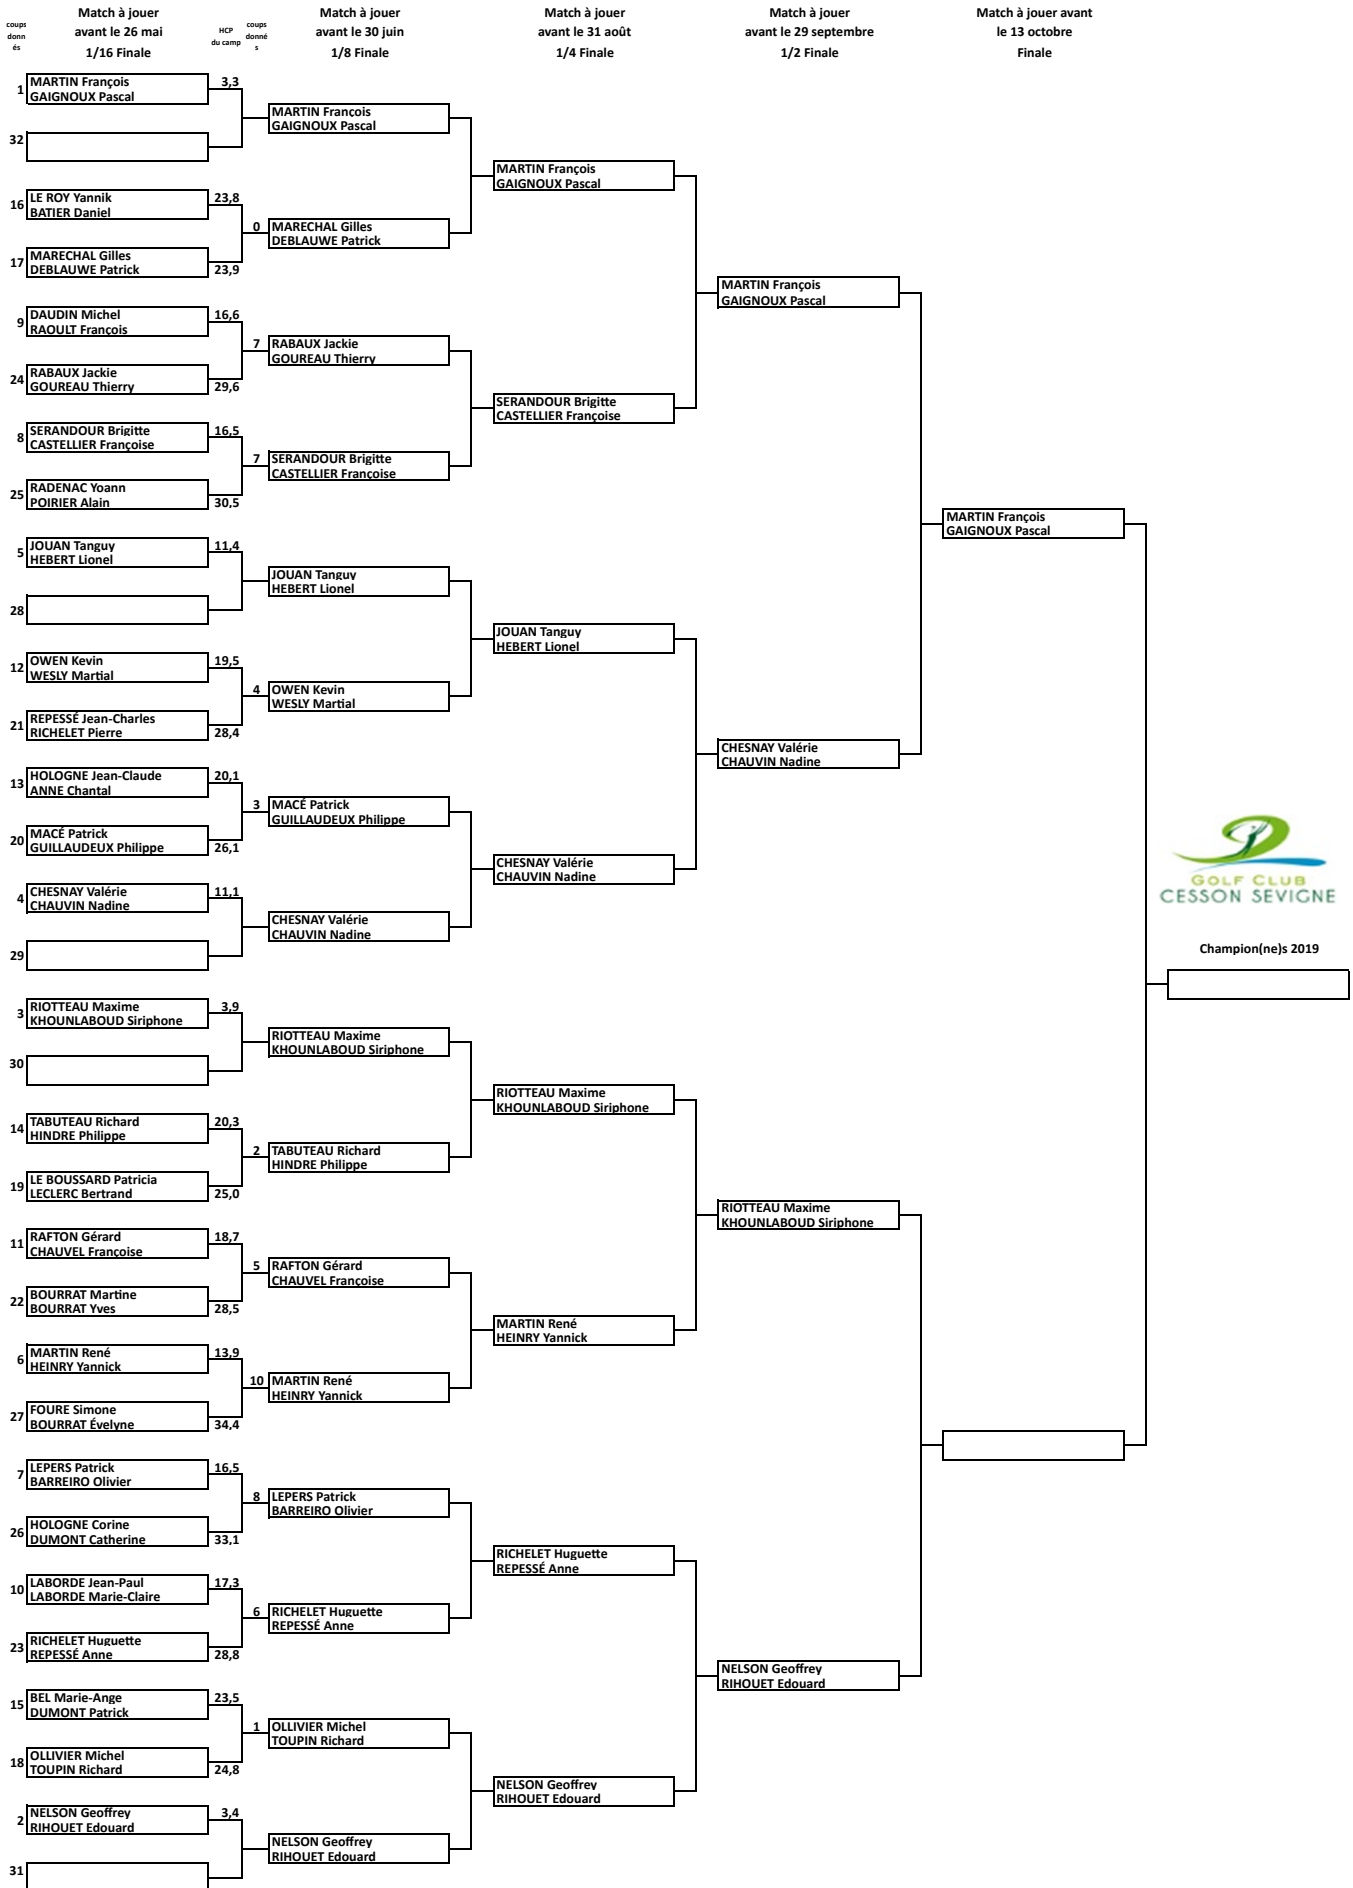 coups
donn
és
Match à jouer
avant le 26 mai
1/16 Finale
HCP
du camp
coups
donné
s
Match à jouer
avant le 30 juin
1/8 Finale
Match à jouer
avant le 31 août
1/4 Finale
Match à jouer
avant le 29 septembre
1/2 Finale
Match à jouer avant
le 13 octobre
Finale
1 MARTIN François 3,3
GAIGNOUX Pascal
32
16 LE ROY Yannik 23,8
BATIER Daniel
17 MARECHAL Gilles
DEBLAUWE Patrick 23,9
9 DAUDIN Michel 16,6
RAOULT François
24 RABAUX Jackie
GOUREAU Thierry 29,6
8 SERANDOUR Brigitte 16,5
CASTELLIER Françoise
25 RADENAC Yoann
POIRIER Alain 30,5
5 JOUAN Tanguy 11,4
HEBERT Lionel
28
12 OWEN Kevin 19,5
WESLY Martial
21 REPESSÉ Jean-Charles
RICHELET Pierre 28,4
13 HOLOGNE Jean-Claude 20,1
ANNE Chantal
20 MACÉ Patrick
GUILLAUDEUX Philippe 26,1
4 CHESNAY Valérie 11,1
CHAUVIN Nadine
29
3 RIOTTEAU Maxime 3,9
KHOUNLABOUD Siriphone
30
14 TABUTEAU Richard 20,3
HINDRE Philippe
19 LE BOUSSARD Patricia
LECLERC Bertrand 25,0
11 RAFTON Gérard 18,7
CHAUVEL Françoise
22 BOURRAT Martine
BOURRAT Yves 28,5
6 MARTIN René 13,9
HEINRY Yannick
27 FOURE Simone
BOURRAT Évelyne 34,4
7 LEPERS Patrick 16,5
BARREIRO Olivier
26 HOLOGNE Corine
DUMONT Catherine 33,1
10 LABORDE Jean-Paul 17,3
LABORDE Marie-Claire
23 RICHELET Huguette
REPESSÉ Anne 28,8
15 BEL Marie-Ange 23,5
DUMONT Patrick
18 OLLIVIER Michel
TOUPIN Richard 24,8
2 NELSON Geoffrey 3,4
RIHOUET Edouard
31
MARTIN François
GAIGNOUX Pascal
0 MARECHAL Gilles
DEBLAUWE Patrick
7 RABAUX Jackie
GOUREAU Thierry
7 SERANDOUR Brigitte
CASTELLIER Françoise
JOUAN Tanguy
HEBERT Lionel
4 OWEN Kevin
WESLY Martial
3 MACÉ Patrick
GUILLAUDEUX Philippe
CHESNAY Valérie
CHAUVIN Nadine
RIOTTEAU Maxime
KHOUNLABOUD Siriphone
2 TABUTEAU Richard
HINDRE Philippe
5 RAFTON Gérard
CHAUVEL Françoise
10 MARTIN René
HEINRY Yannick
8 LEPERS Patrick
BARREIRO Olivier
6 RICHELET Huguette
REPESSÉ Anne
1 OLLIVIER Michel
TOUPIN Richard
NELSON Geoffrey
RIHOUET Edouard
MARTIN François
GAIGNOUX Pascal
SERANDOUR Brigitte
CASTELLIER Françoise
JOUAN Tanguy
HEBERT Lionel
CHESNAY Valérie
CHAUVIN Nadine
RIOTTEAU Maxime
KHOUNLABOUD Siriphone
MARTIN René
HEINRY Yannick
RICHELET Huguette
REPESSÉ Anne
NELSON Geoffrey
RIHOUET Edouard
MARTIN François
GAIGNOUX Pascal
CHESNAY Valérie
CHAUVIN Nadine
RIOTTEAU Maxime
KHOUNLABOUD Siriphone
NELSON Geoffrey
RIHOUET Edouard
MARTIN François
GAIGNOUX Pascal
GOLF CLUB
CESSON SEVIGNE
Champion(ne)s 2019